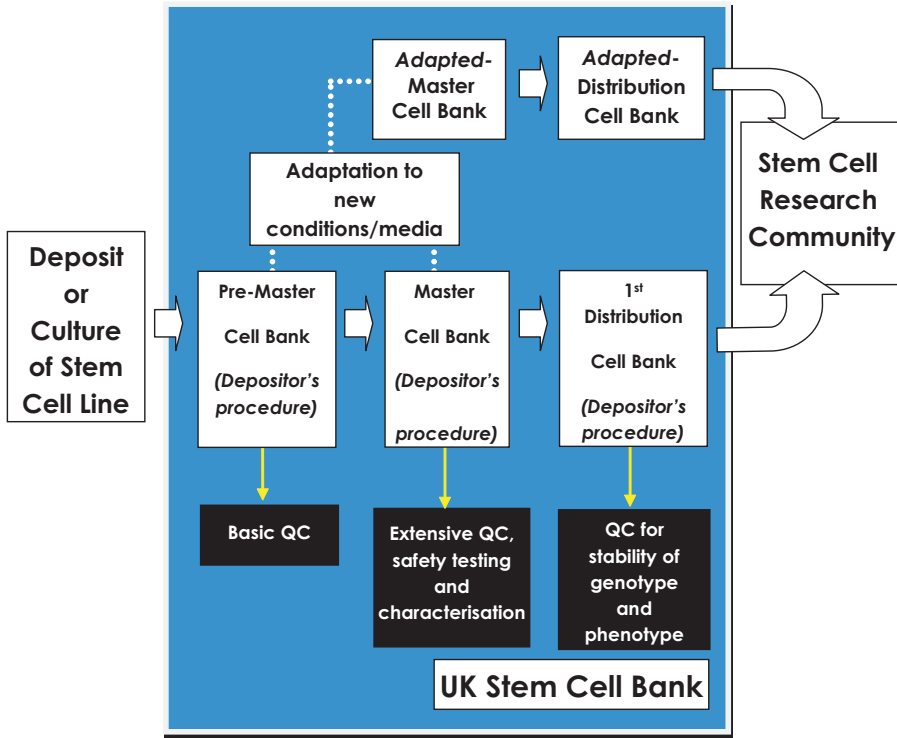 Adapted-
Master
Cell Bank
Adapted-
Distribution
Cell Bank
Stem Cell
Research
Community
Adaptation to
new
conditions/media
Deposit
or
Culture
of Stem
Cell Line
Pre-Master
Cell Bank
(Depositor's
procedure)
Master
Cell Bank
(Depositor's
procedure)
1st
Distribution
Cell Bank
(Depositor's
procedure)
Basic QC
Extensive QC,
safety testing
and
characterisation
QC for
stability of
genotype
and
phenotype
UK Stem Cell Bank